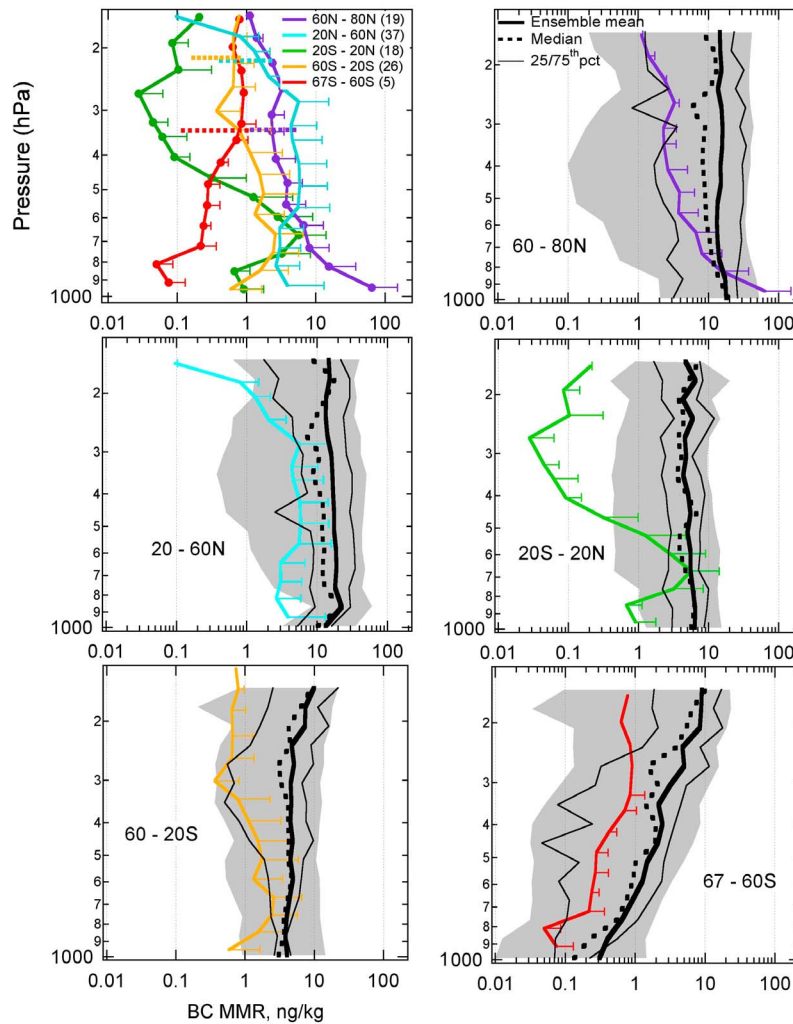 60N - 80N (19)
20N - 60N (37)
20S - 20N (18)
60S - 20S (26)
67S - 60S (5)
Pressure (hPa)
2
3
4
5
6
7
8
9
1000
0.01 0.1 1 10 100
Ensemble mean
Median
25/75th pct
2
3
4
5
6
7
8
9
1000
60 - 80N
0.01 0.1 1 10 100
2
3
4
5
6
7
8
9
1000
20 - 60N
0.01 0.1 1 10 100
2
3
4
5
6
7
8
9
1000
20S - 20N
0.01 0.1 1 10 100
2
3
4
5
6
7
8
9
1000
60 - 20S
0.01 0.1 1 10 100
BC MMR, ng/kg
2
3
4
5
6
7
8
9
1000
67 - 60S
0.01 0.1 1 10 100